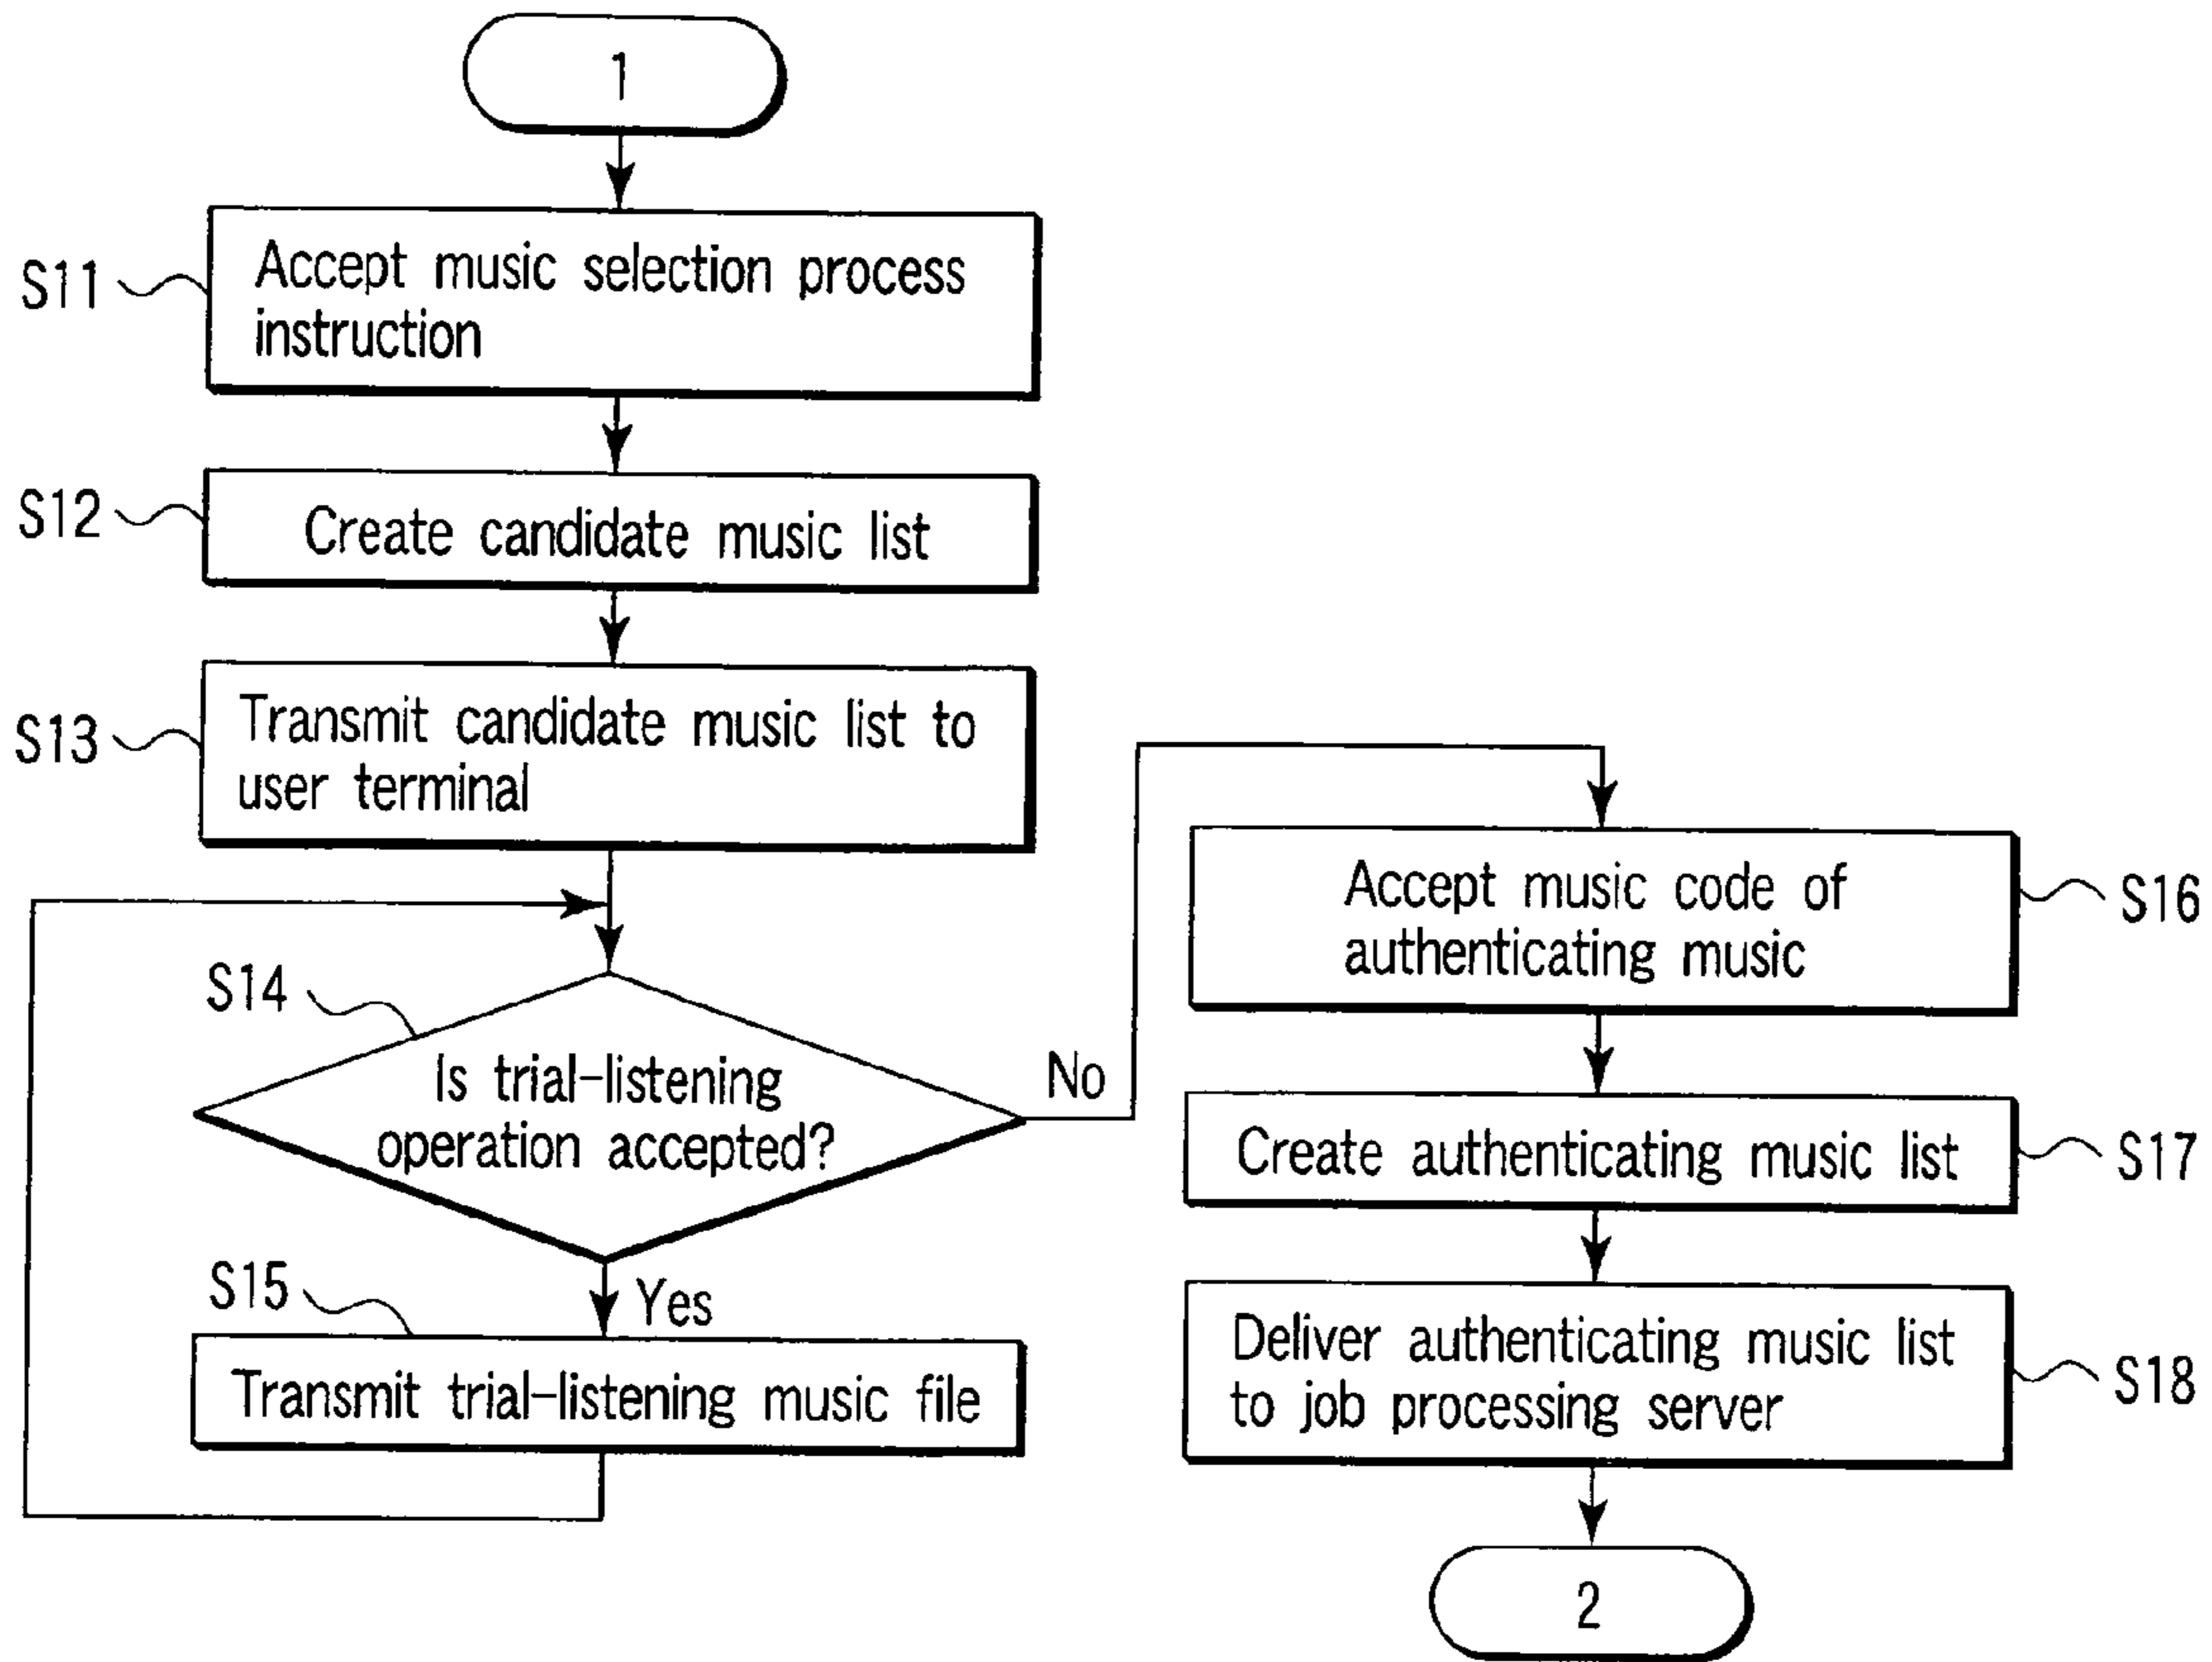 1
S11
Accept music selection process
instruction
S12
Create candidate music list
S13
Transmit candidate music list to
user terminal
S14
Is trial-listening
operation accepted?
No
S15
Yes
Transmit trial-listening music file
Accept music code of
authenticating music
S16
Create authenticating music list
S17
Deliver authenticating music list
to job processing server
S18
2